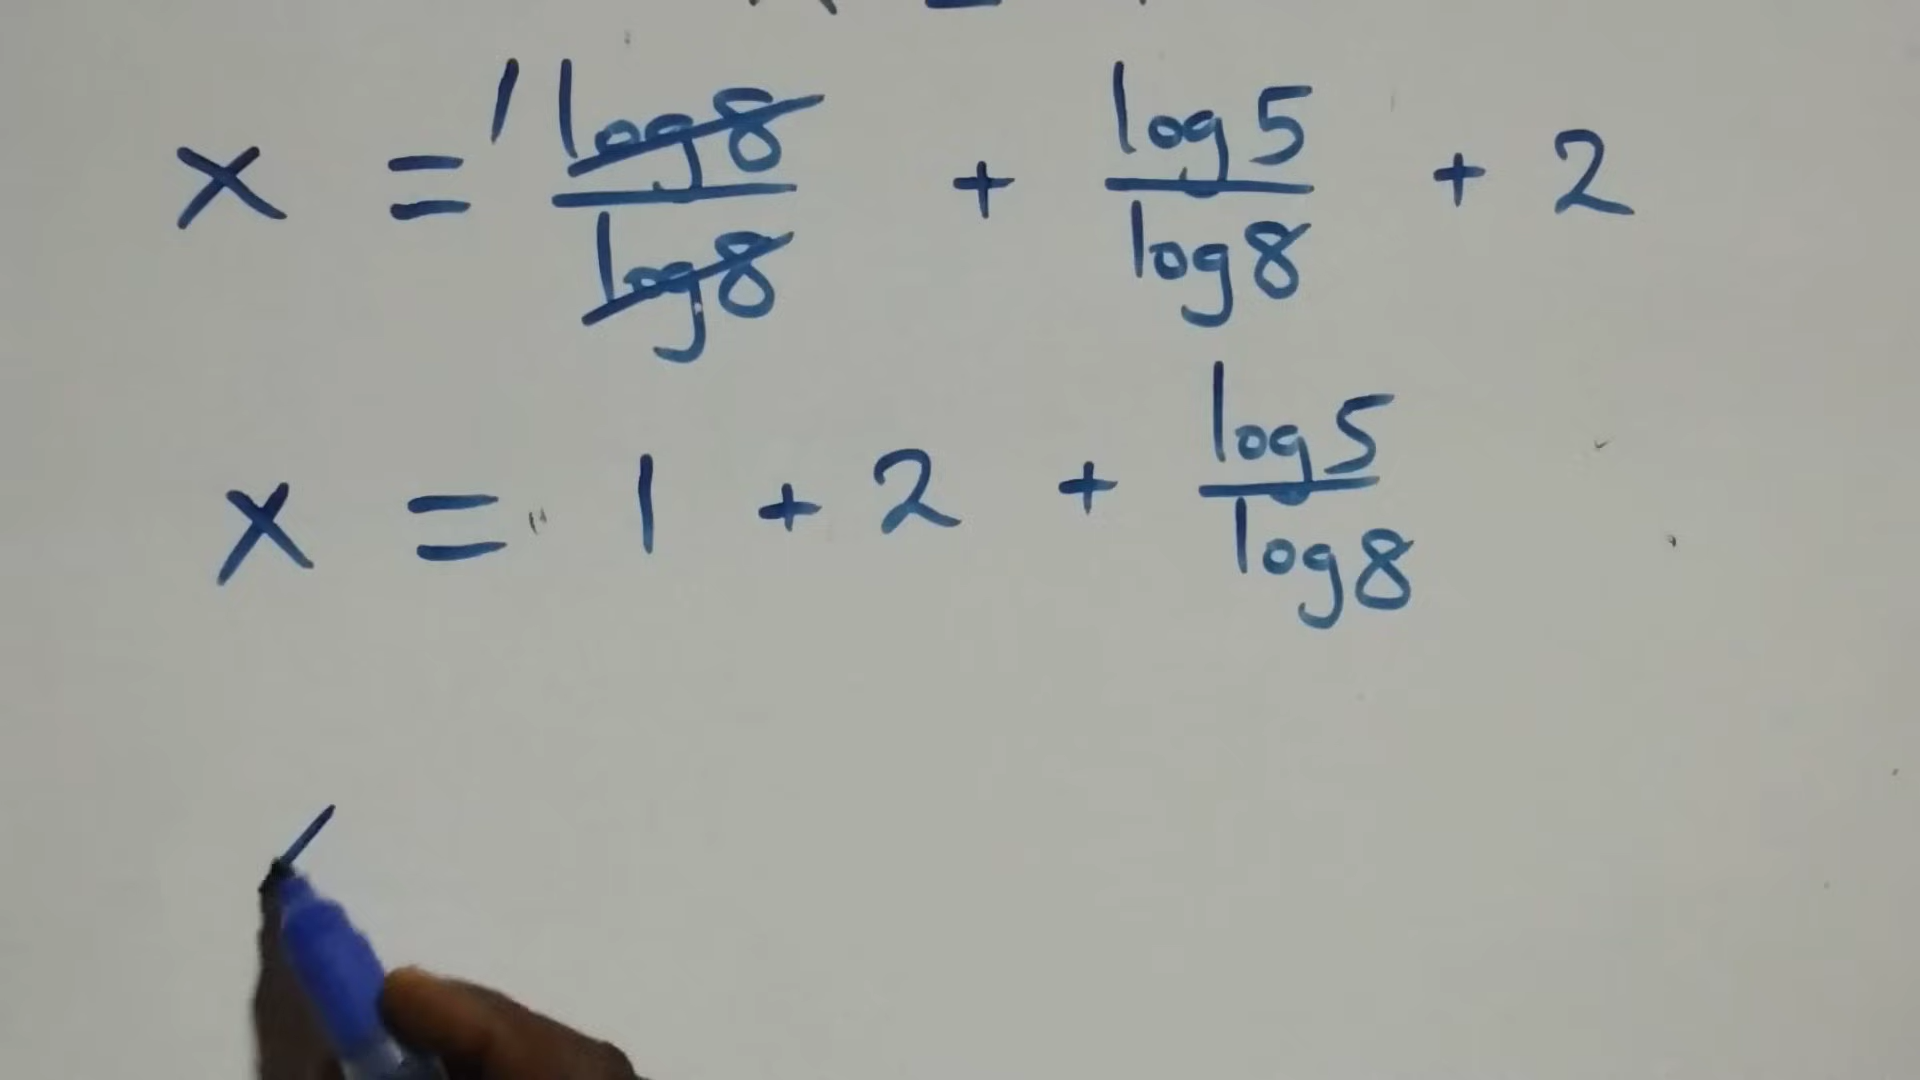 x = 1 log8/log8 + log5/log8 + 2
x = 1 + 2 + log5/log8